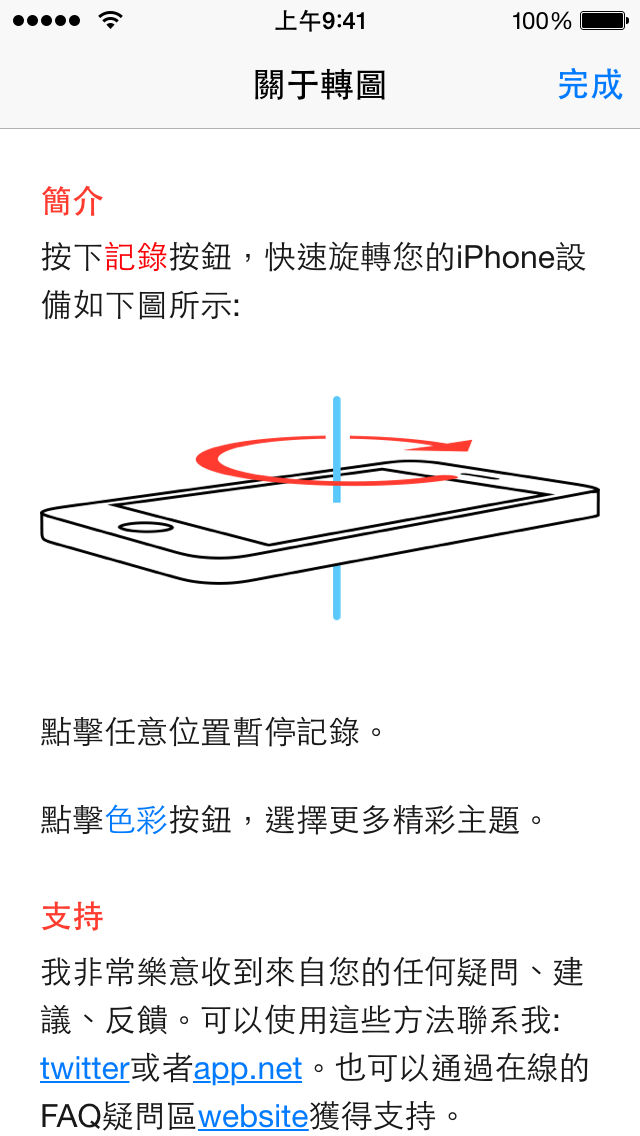 上午9:41
100%
關于轉圖
完成
簡介
按下記錄按鈕，快速旋轉您的iPhone設
備如下圖所示:
點擊任意位置暫停記錄。
點擊色彩按鈕，選擇更多精彩主題。
支持
我非常樂意收到來自您的任何疑問、建
議、反饋。可以使用這些方法聯系我:
twitter或者app.net。也可以通過在線的
FAQ疑問區website獲得支持。